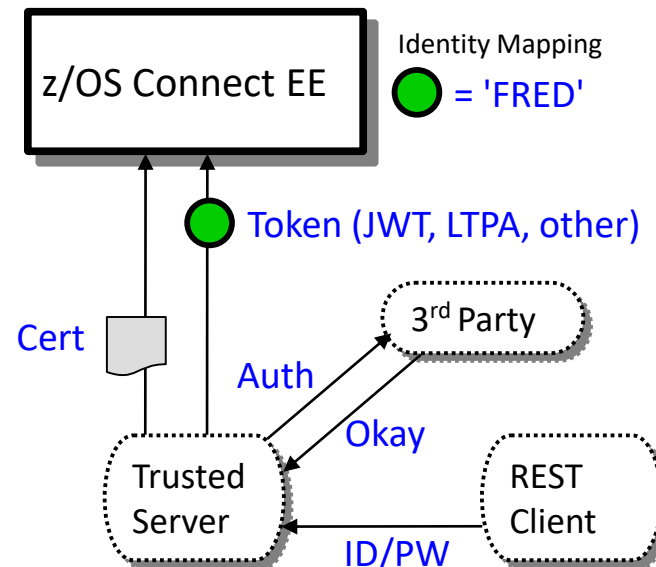 z/OS Connect EE
Identity Mapping
= 'FRED'
Token (JWT, LTPA, other)
Cert
3rd Party
Auth
Okay
Trusted
Server
REST
Client
ID/PW